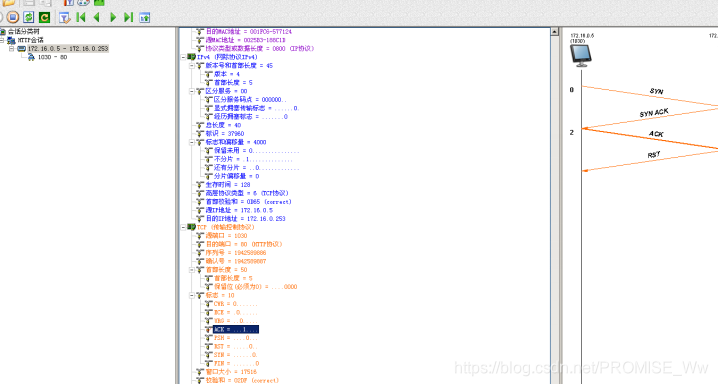 会话分类树
HTTP会话
172.16.0.5 - 172.16.0.253
1030 - 80
目的MAC地址 = 001FC6-577124
源MAC地址 = 0025B3-188C1D
协议类型或数据长度 = 0800 (IP协议)
IPv4 (网际协议IPv4)
版本号和首部长度 = 45
版本 = 4
首部长度 = 5
区分服务 = 00
区分服务码点 = 000000..
显式拥塞传输标志 = ......0
经历拥塞标志 = .......0
总长度 = 40
标识 = 37960
标志和偏移量 = 4000
保留未用 = 0..............
不分片 = .1.............
还有分片 = ..0............
分片偏移量 = 0
生存时间 = 128
高层协议类型 = 6 (TCP协议)
首部校验和 = 0D65 (correct)
源IP地址 = 172.16.0.5
目的IP地址 = 172.16.0.253
TCP (传输控制协议)
源端口 = 1030
目的端口 = 80 (HTTP协议)
序列号 = 1942589886
确认号 = 1942589887
首部长度 = 50
首部长度 = 5
保留位(必须为0) = ....0000
标志 = 10
CWR = 0.......
ECE = .0......
URG = ..0.....
ACK = ...1....
PSH = ....0...
RST = .....0..
SYN = ......0.
FIN = .......0
窗口大小 = 17516
校验和 = 02DF (correct)
172.16.0.5
(1030)
172.
0
SYN
SYN ACK
2
ACK
RST
https://blog.csdn.net/PROMISE_Ww